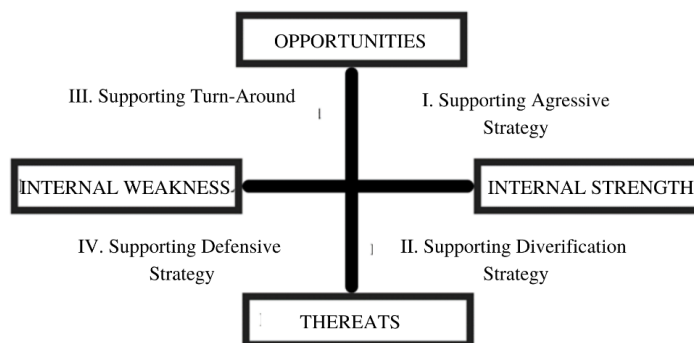 OPPORTUNITIES
III. Supporting Turn-Around
I. Supporting Agressive
Strategy
INTERNAL WEAKNESS
INTERNAL STRENGTH
IV. Supporting Defensive
Strategy
II. Supporting Diverification
Strategy
THEREATS